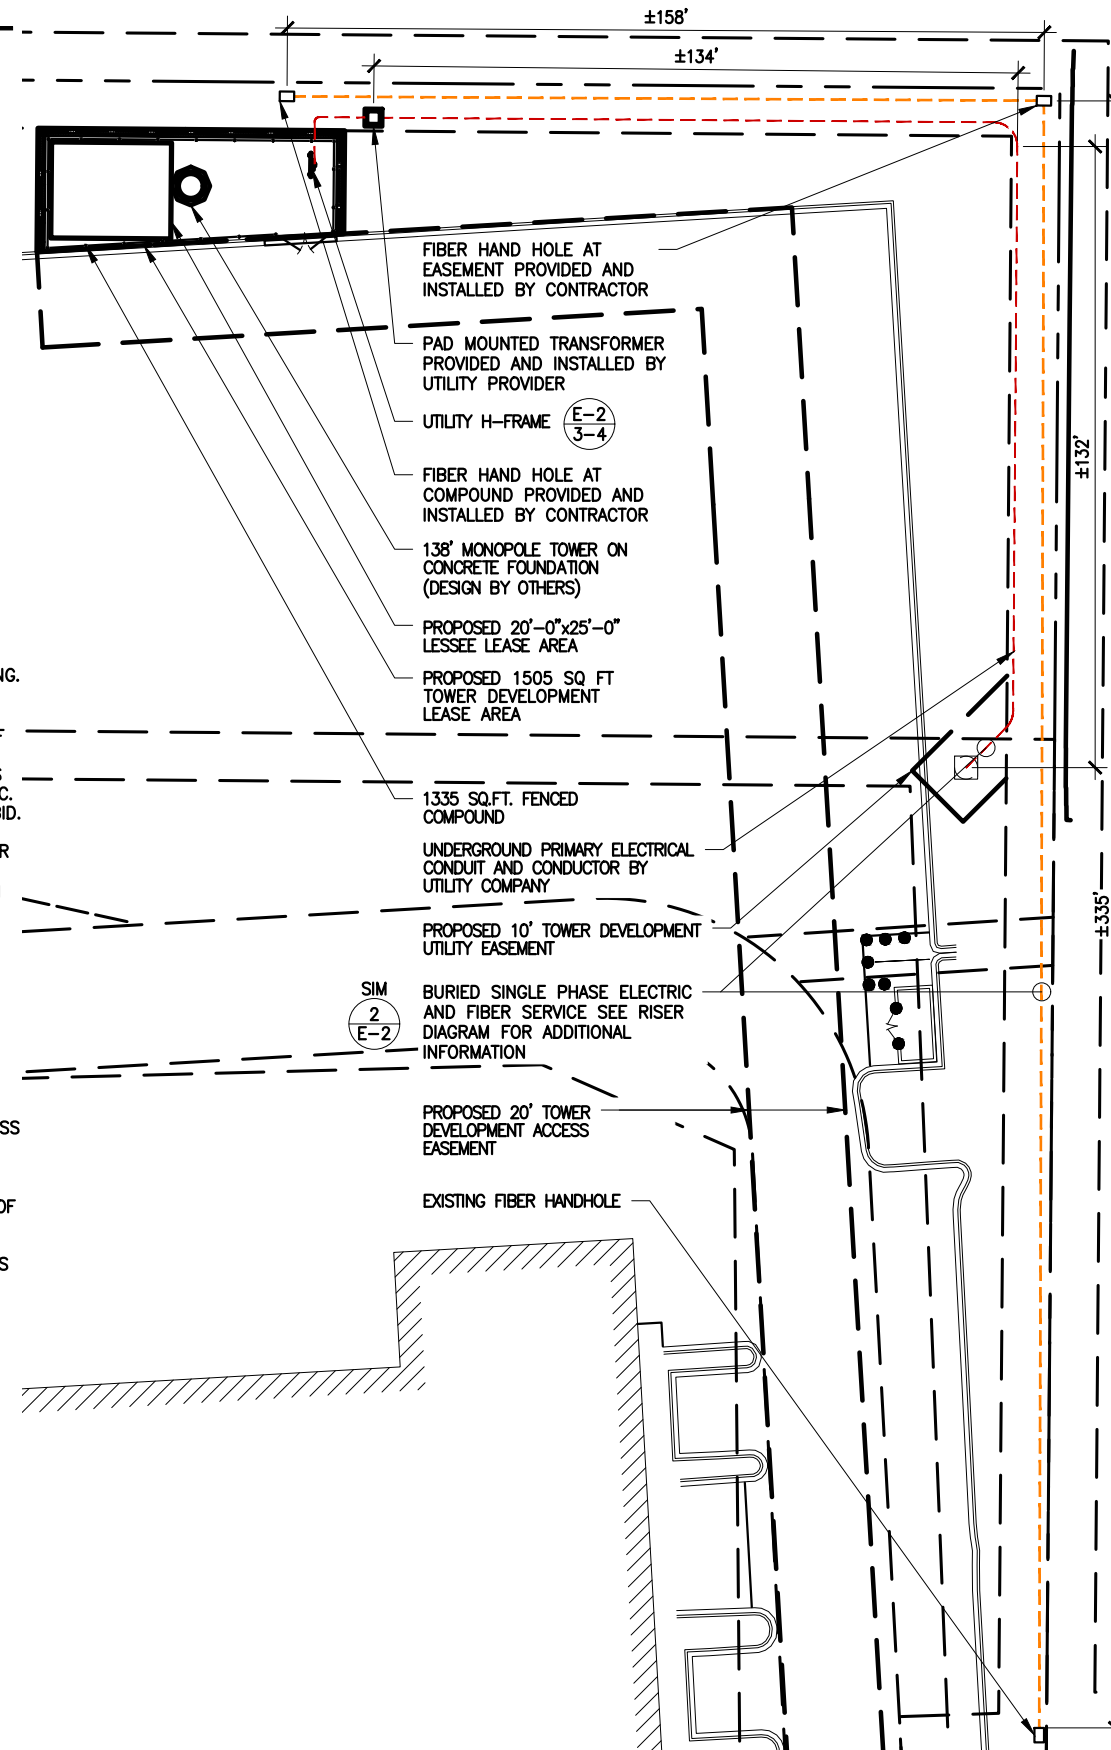 ±158'
±134'
FIBER HAND HOLE AT
EASEMENT PROVIDED AND
INSTALLED BY CONTRACTOR
PAD MOUNTED TRANSFORMER
PROVIDED AND INSTALLED BY
UTILITY PROVIDER
UTILITY H-FRAME
E-2
3-4
±132'
FIBER HAND HOLE AT
COMPOUND PROVIDED AND
INSTALLED BY CONTRACTOR
138' MONOPOLE TOWER ON
CONCRETE FOUNDATION
(DESIGN BY OTHERS)
PROPOSED 20'-0"x25'-0"
LESSEE LEASE AREA
PROPOSED 1505 SQ FT
TOWER DEVELOPMENT
LEASE AREA
NG.
C.
BID.
R
1335 SQ.FT. FENCED
COMPOUND
UNDERGROUND PRIMARY ELECTRICAL
CONDUIT AND CONDUCTOR BY
UTILITY COMPANY
±335'
PROPOSED 10' TOWER DEVELOPMENT
UTILITY EASEMENT
SIM
2
E-2
BURIED SINGLE PHASE ELECTRIC
AND FIBER SERVICE SEE RISER
DIAGRAM FOR ADDITIONAL
INFORMATION
PROPOSED 20' TOWER
DEVELOPMENT ACCESS
EASEMENT
SS
EXISTING FIBER HANDHOLE
OF
S